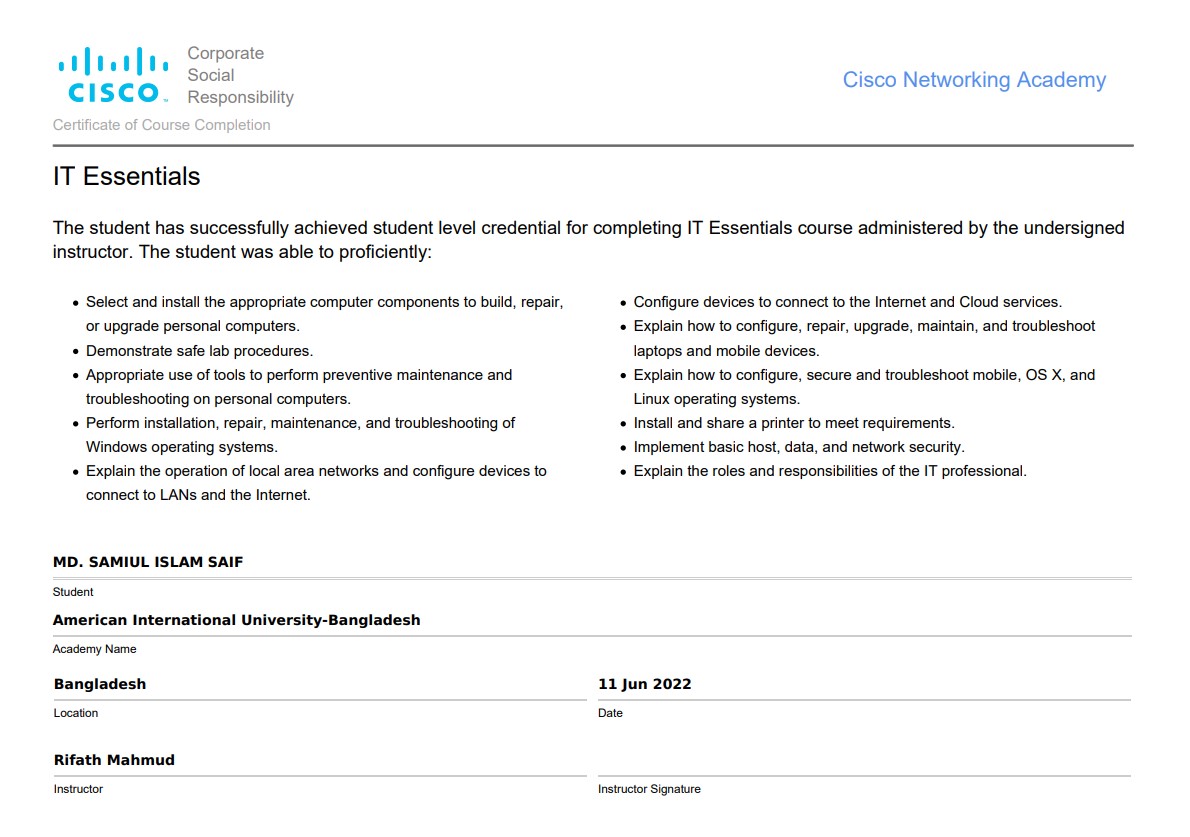 Corporate
Social
Responsibility
CISCO™
Cisco Networking Academy
Certificate of Course Completion
IT Essentials
The student has successfully achieved student level credential for completing IT Essentials course administered by the undersigned
instructor. The student was able to proficiently:
• Select and install the appropriate computer components to build, repair,
or upgrade personal computers.
• Demonstrate safe lab procedures.
• Appropriate use of tools to perform preventive maintenance and
troubleshooting on personal computers.
• Perform installation, repair, maintenance, and troubleshooting of
Windows operating systems.
• Explain the operation of local area networks and configure devices to
connect to LANs and the Internet.
• Configure devices to connect to the Internet and Cloud services.
• Explain how to configure, repair, upgrade, maintain, and troubleshoot
laptops and mobile devices.
• Explain how to configure, secure and troubleshoot mobile, OS X, and
Linux operating systems.
• Install and share a printer to meet requirements.
• Implement basic host, data, and network security.
• Explain the roles and responsibilities of the IT professional.
MD. SAMIUL ISLAM SAIF
Student
American International University-Bangladesh
Academy Name
Bangladesh
Location
11 Jun 2022
Date
Rifath Mahmud
Instructor
Instructor Signature